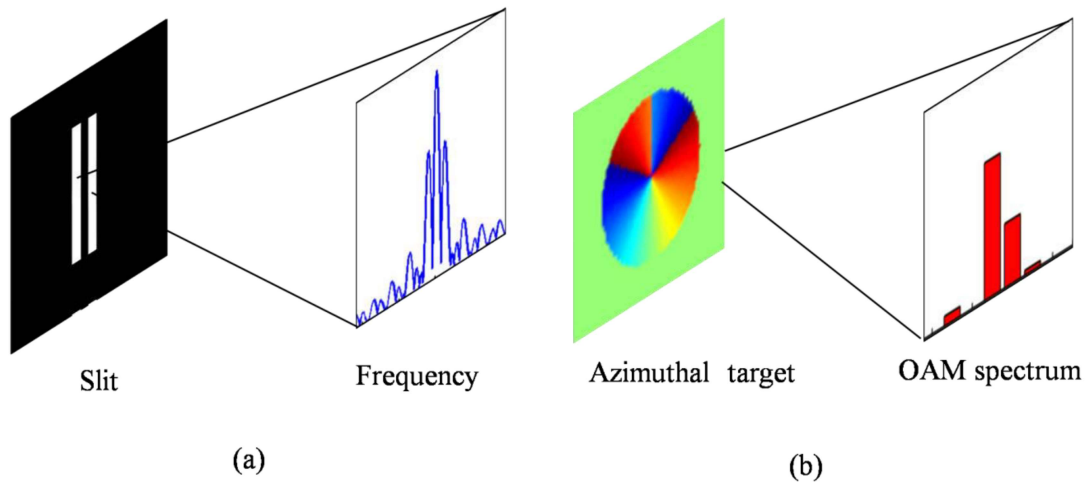 Slit
Frequency
Azimuthal target
OAM spectrum
(a)
(b)